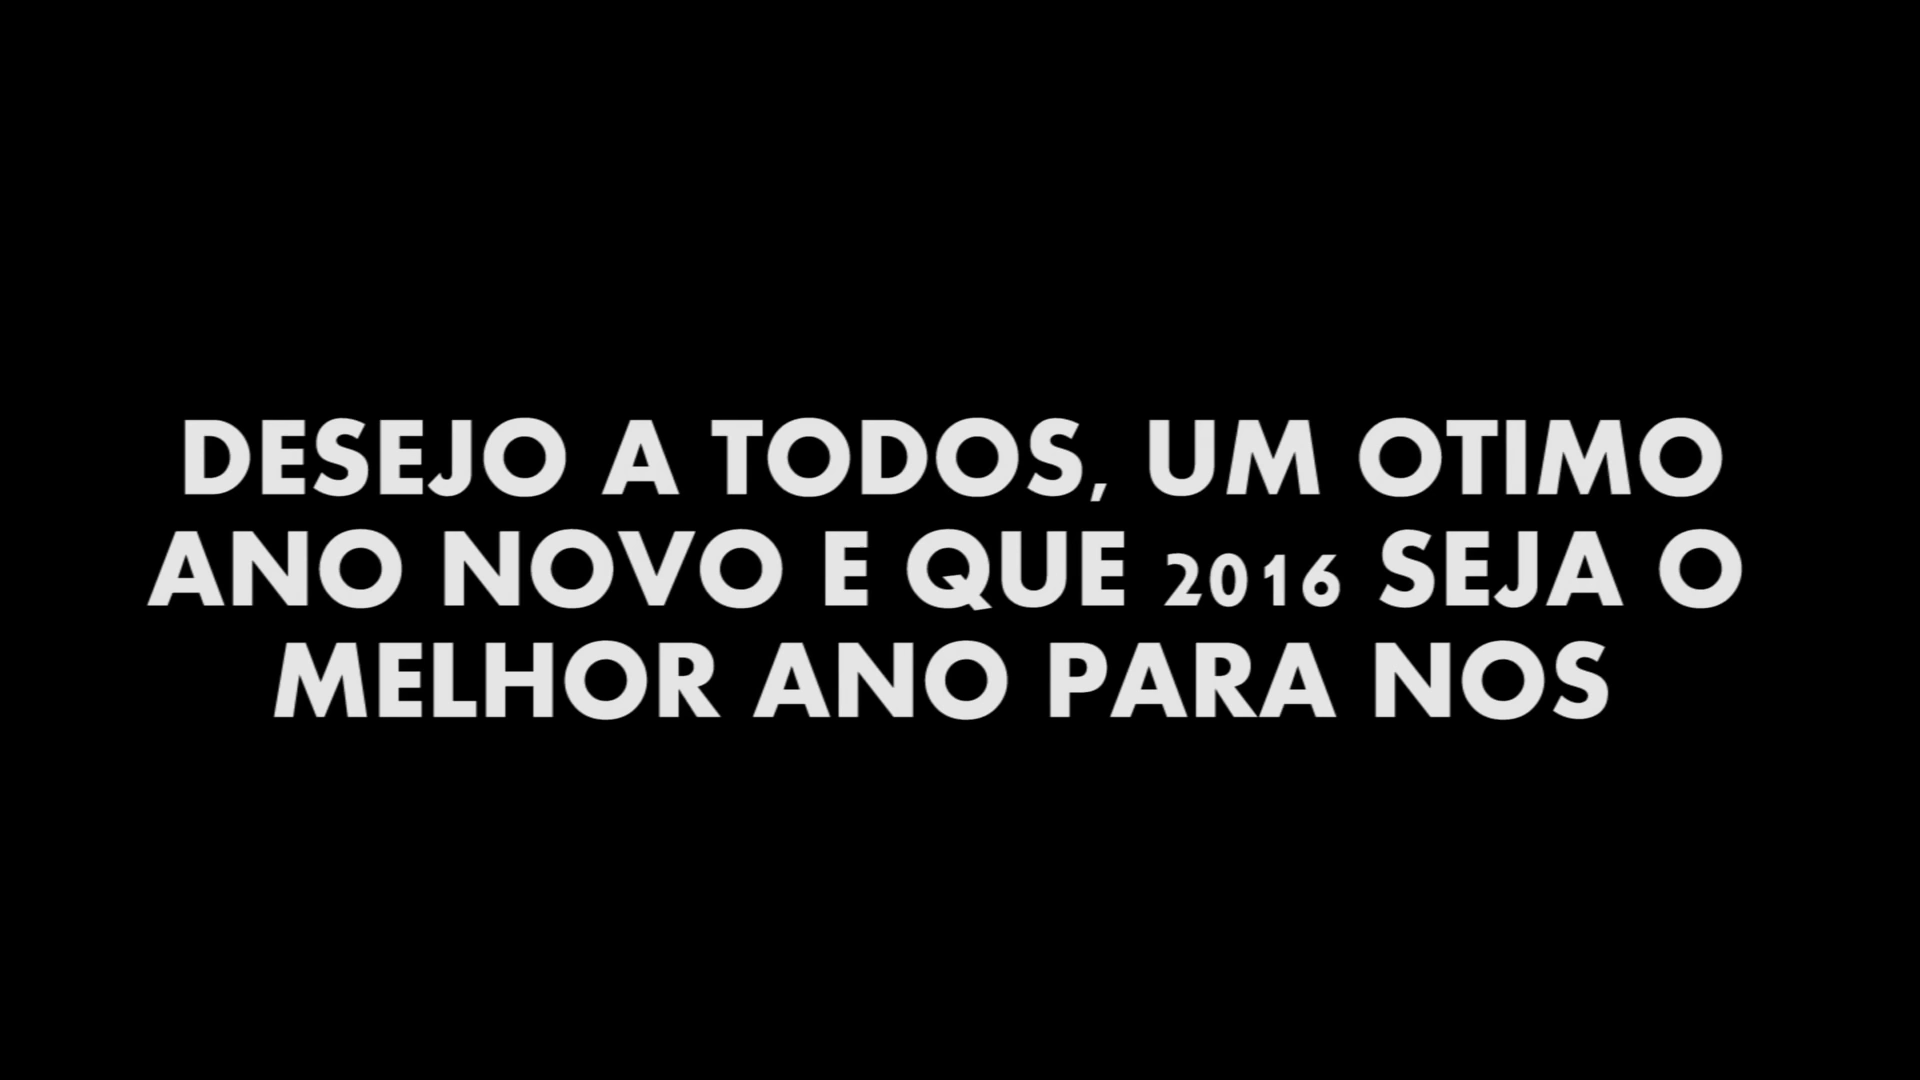 DESEJO A TODOS, UM OTIMO
ANO NOVO E QUE 2016 SEJA O
MELHOR ANO PARA NOS